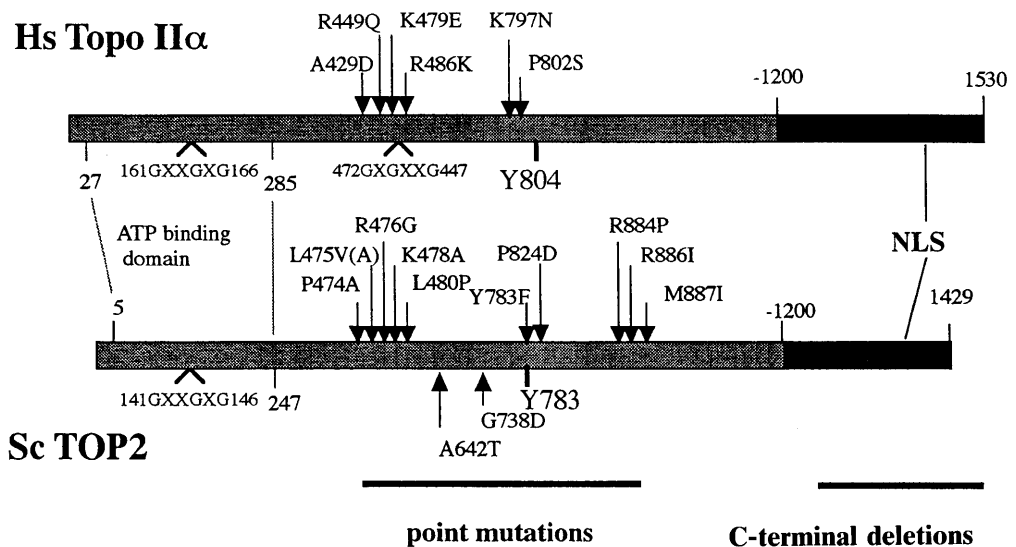 Hs Topo IIα
R449Q
K479E
K797N
A429D
R486K
P802S
-1200
1530
27
161GXXGXG166
285
472GXGXXG447
Y804
ATP binding
domain
NLS
R476G
R884P
L475V(A)
K478A
P824D
R886I
P474A
L480P
Y783F
M887I
5
-1200
1429
141GXXGXG146
247
Y783
G738D
A642T
Sc TOP2
point mutations
C-terminal deletions